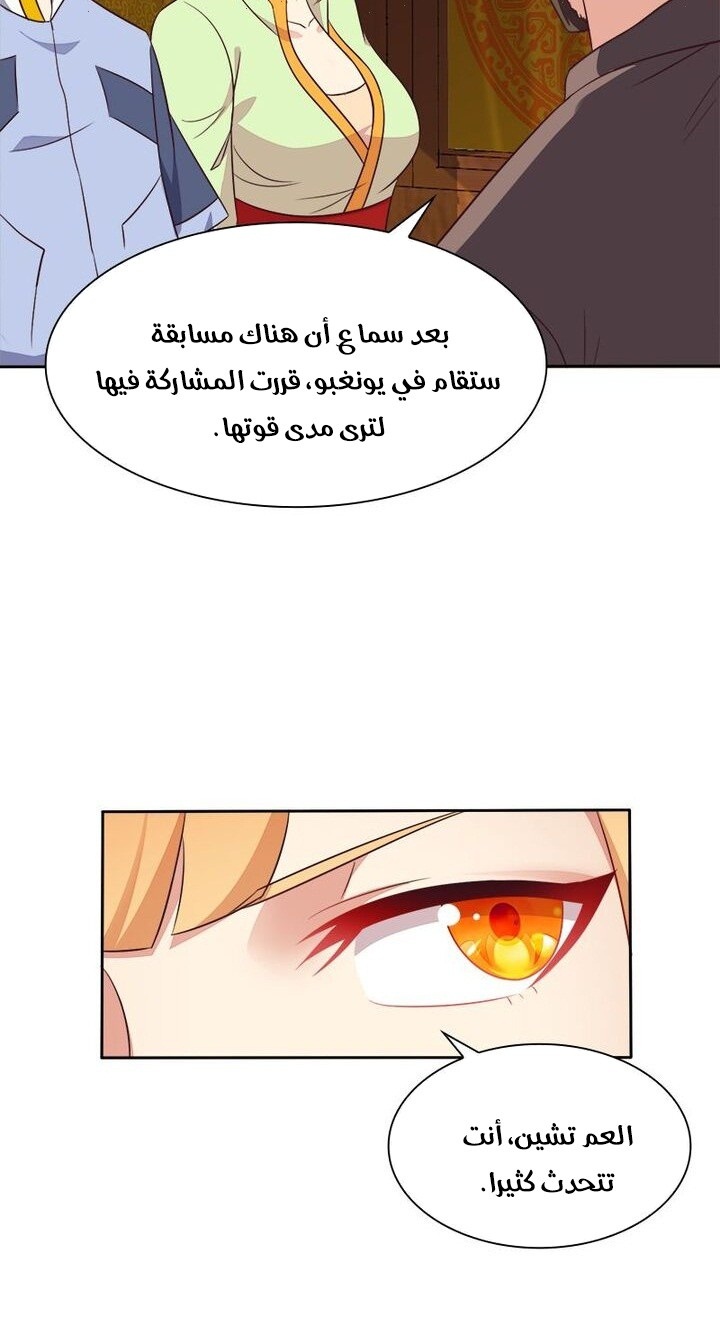 بعد سماع أن هناك مسابقة
ستقام في يونغبو، قررت المشاركة فيها
لترى مدى قوتها.
العم تشين، أنت
تتحدث كثيرا.